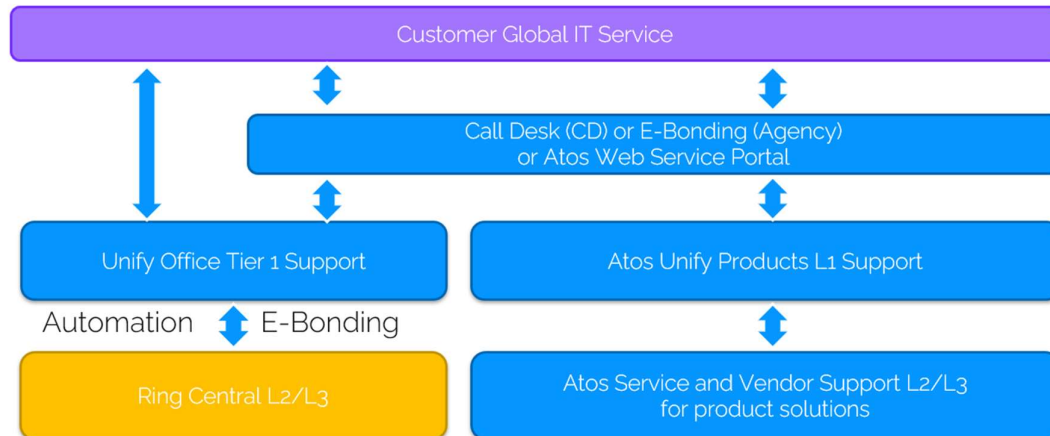 Customer Global IT Service
Call Desk (CD) or E-Bonding (Agency)
or Atos Web Service Portal
Unify Office Tier 1 Support
Atos Unify Products L1 Support
Automation
E-Bonding
Ring Central L2/L3
Atos Service and Vendor Support L2/L3
for product solutions